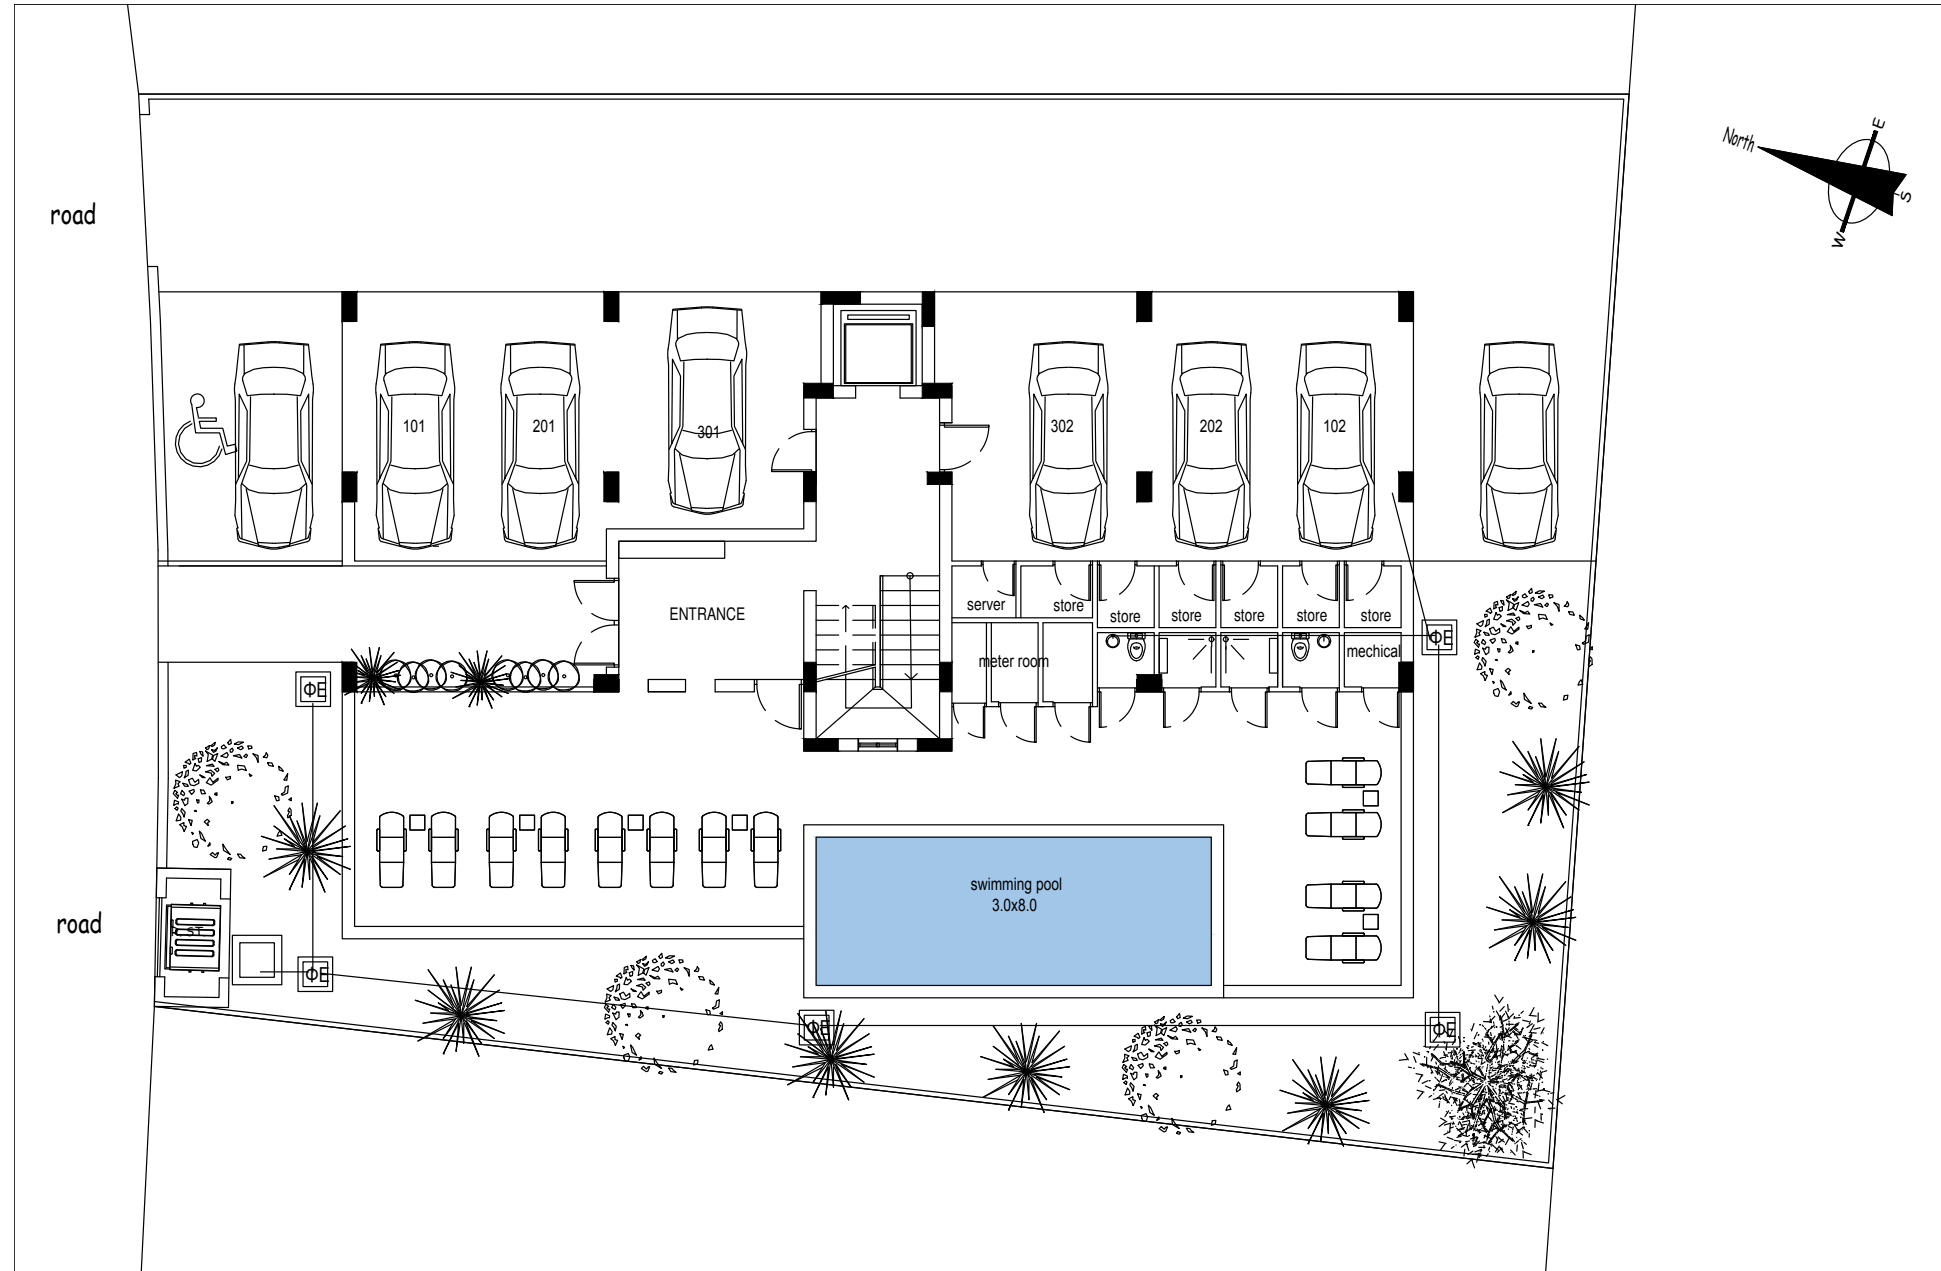 North
E
S
W
road
101
201
301
302
202
102
ENTRANCE
server
store
store
store
store
store
store
meter room
mechical
ΦE
ΦE
swimming pool
3.0x8.0
road
ST.
ΦE
ΦE
ΦE